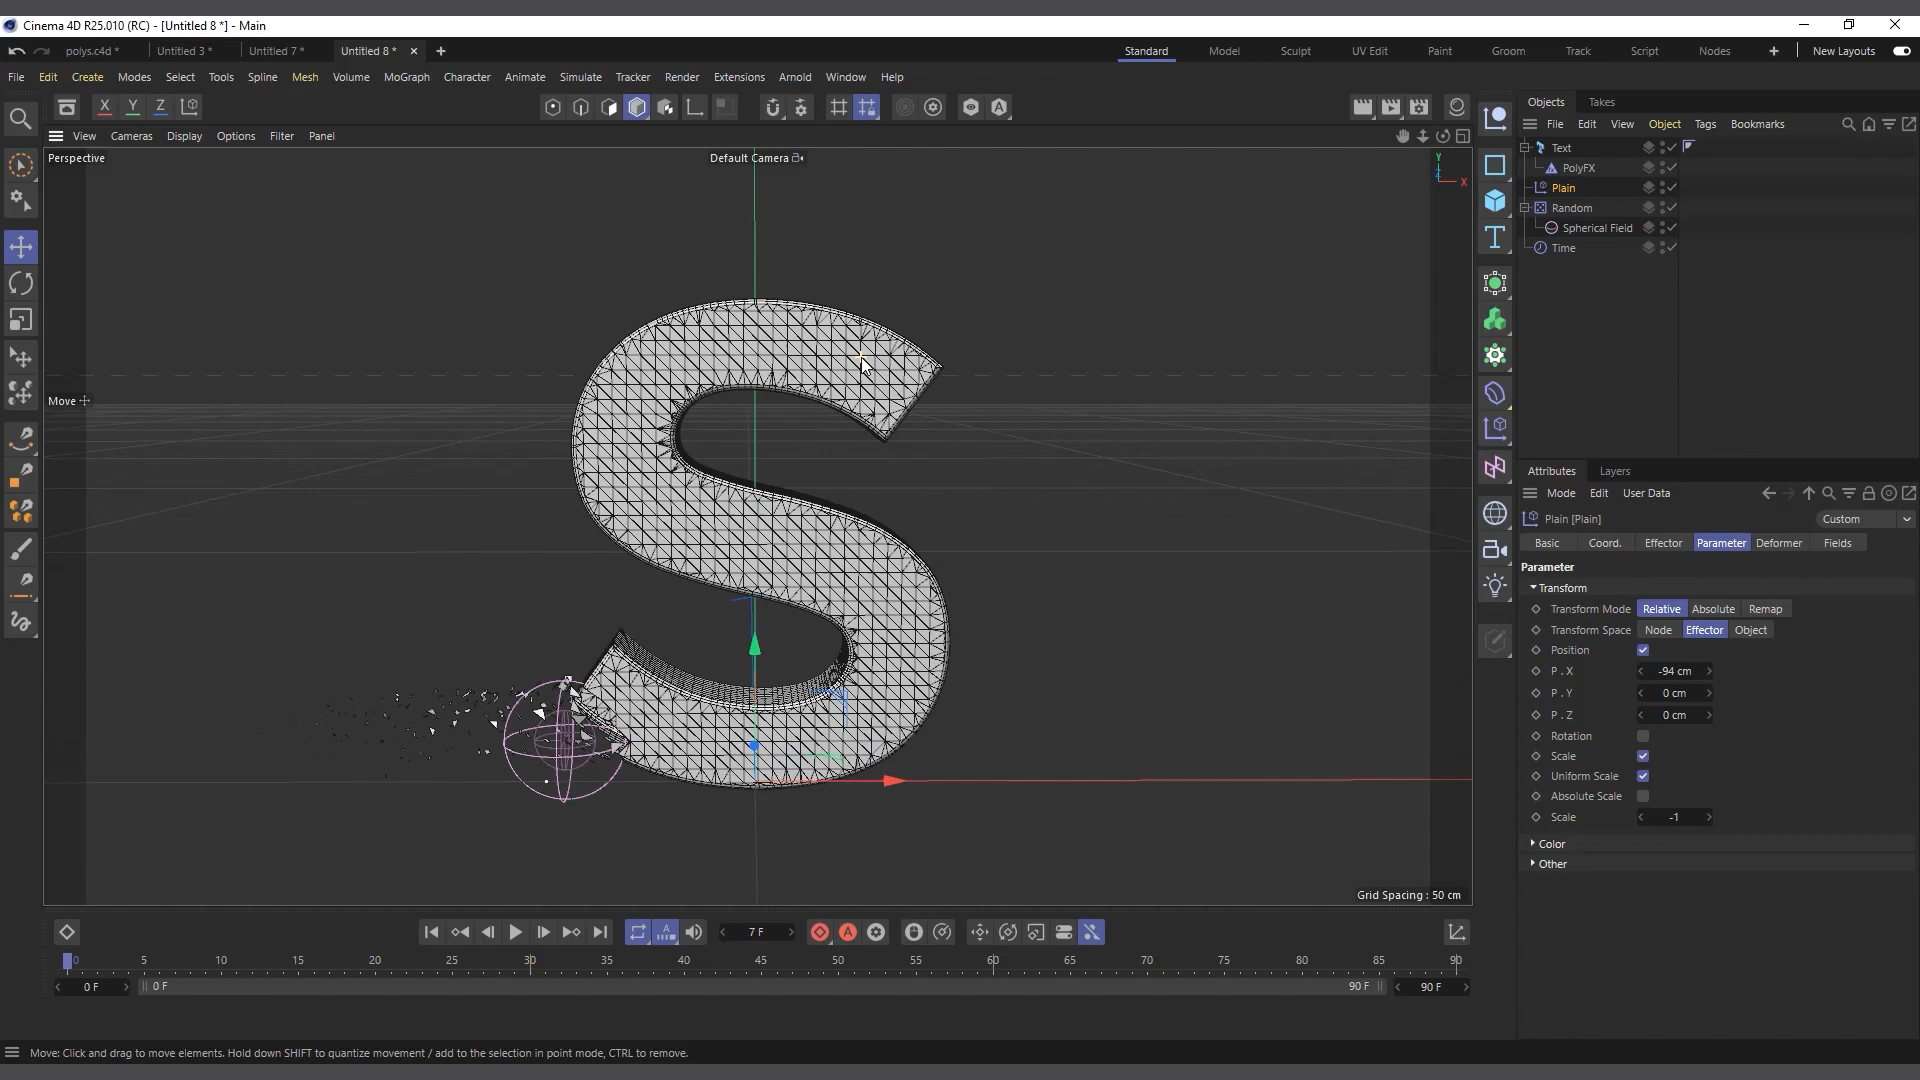 Cinema 4D R25.010 (RC) - [Untitled 8 *] - Main
polys.c4d * Untitled 3 * Untitled 7 * Untitled 8 * Standard Model Sculpt UV Edit Paint Groom Track Script Nodes New Layouts
File Edit Create Modes Select Tools Spline Mesh Volume MoGraph Character Animate Simulate Tracker Render Extensions Arnold Window Help
X Y Z
View Cameras Display Options Filter Panel
Perspective
Default Camera
Y
Z
X
Move
S
Grid Spacing : 50 cm
Objects Takes
File Edit View Object Tags Bookmarks
Text
PolyFX
Plain
Random
Spherical Field
Time
Attributes Layers
Mode Edit User Data
Plain [Plain] Custom
Basic Coord. Effector Parameter Deformer Fields
Parameter
Transform
Transform Mode Relative Absolute Remap
Transform Space Node Effector Object
Position
P . X -94 cm
P . Y 0 cm
P . Z 0 cm
Rotation
Scale
Uniform Scale
Absolute Scale
Scale -1
Color
Other
7 F
0 5 10 15 20 25 30 35 40 45 50 55 60 65 70 75 80 85 90
0 F 0 F 90 F 90 F
Move: Click and drag to move elements. Hold down SHIFT to quantize movement / add to the selection in point mode, CTRL to remove.